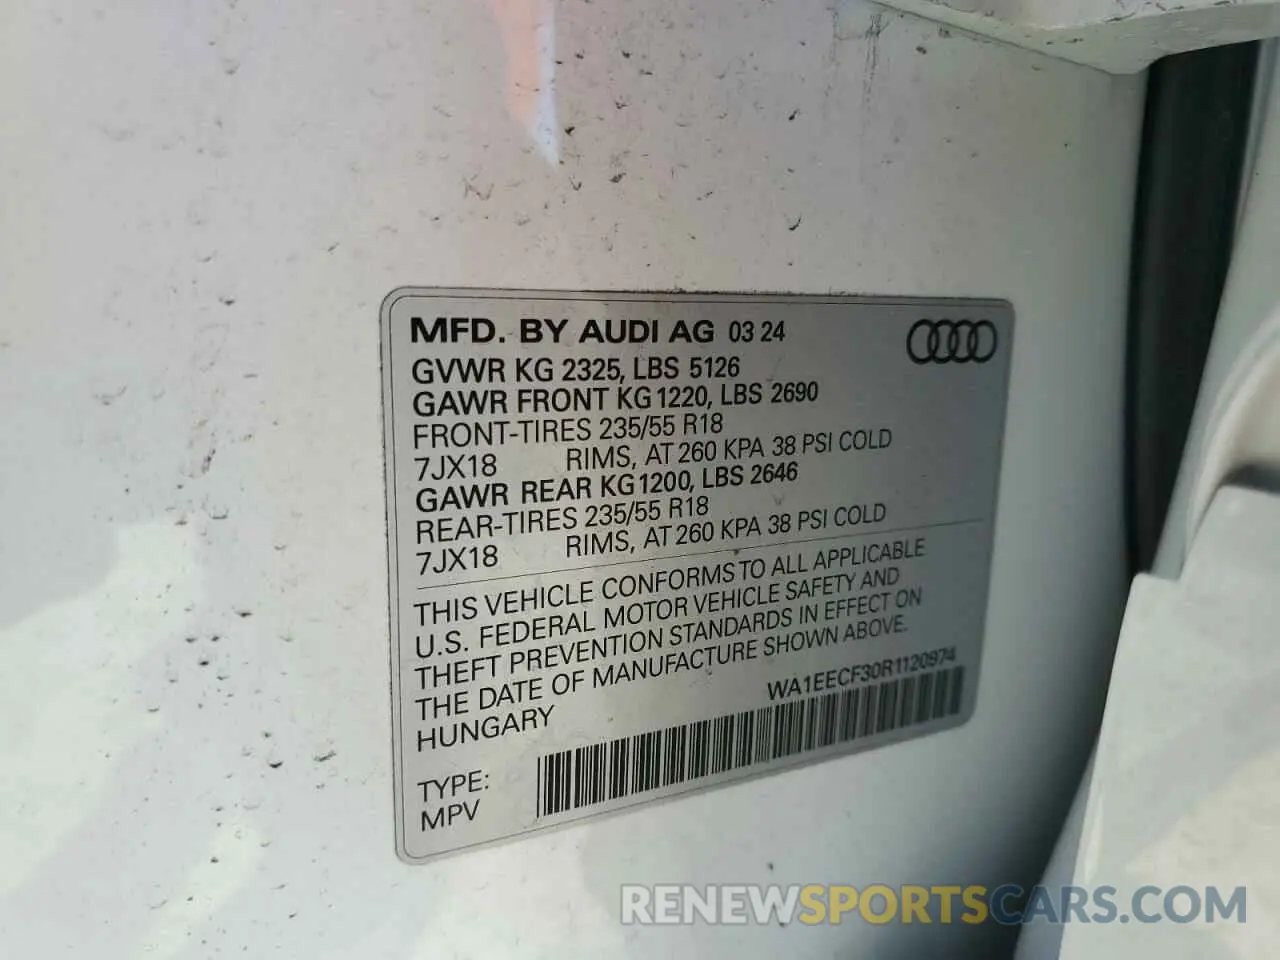 MFD. BY AUDI AG 03 24
GVWR KG 2325, LBS 5126
GAWR FRONT KG 1220, LBS 2690
FRONT-TIRES 235/55 R18
7JX18 RIMS, AT 260 KPA 38 PSI COLD
GAWR REAR KG 1200, LBS 2646
REAR-TIRES 235/55 R18
7JX18 RIMS, AT 260 KPA 38 PSI COLD
THIS VEHICLE CONFORMS TO ALL APPLICABLE
U.S. FEDERAL MOTOR VEHICLE SAFETY AND
THEFT PREVENTION STANDARDS IN EFFECT ON
THE DATE OF MANUFACTURE SHOWN ABOVE.
HUNGARY
WA1EECF30R1120974
TYPE:
MPV
RENEWSPORTSCARS.COM